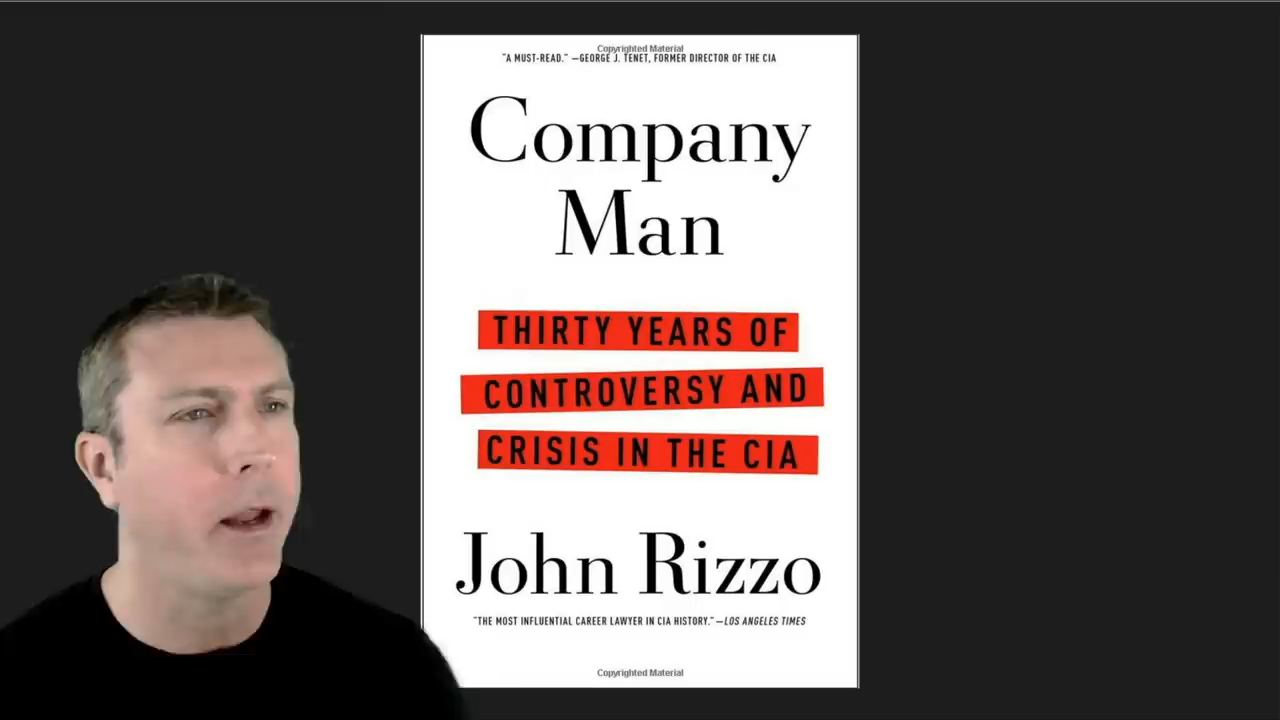 Copyrighted Material
"A MUST-READ." —GEORGE J. TENET, FORMER DIRECTOR OF THE CIA
Company
Man
THIRTY YEARS OF
CONTROVERSY AND
CRISIS IN THE CIA
John Rizzo
"THE MOST INFLUENTIAL CAREER LAWYER IN CIA HISTORY." —LOS ANGELES TIMES
Copyrighted Material